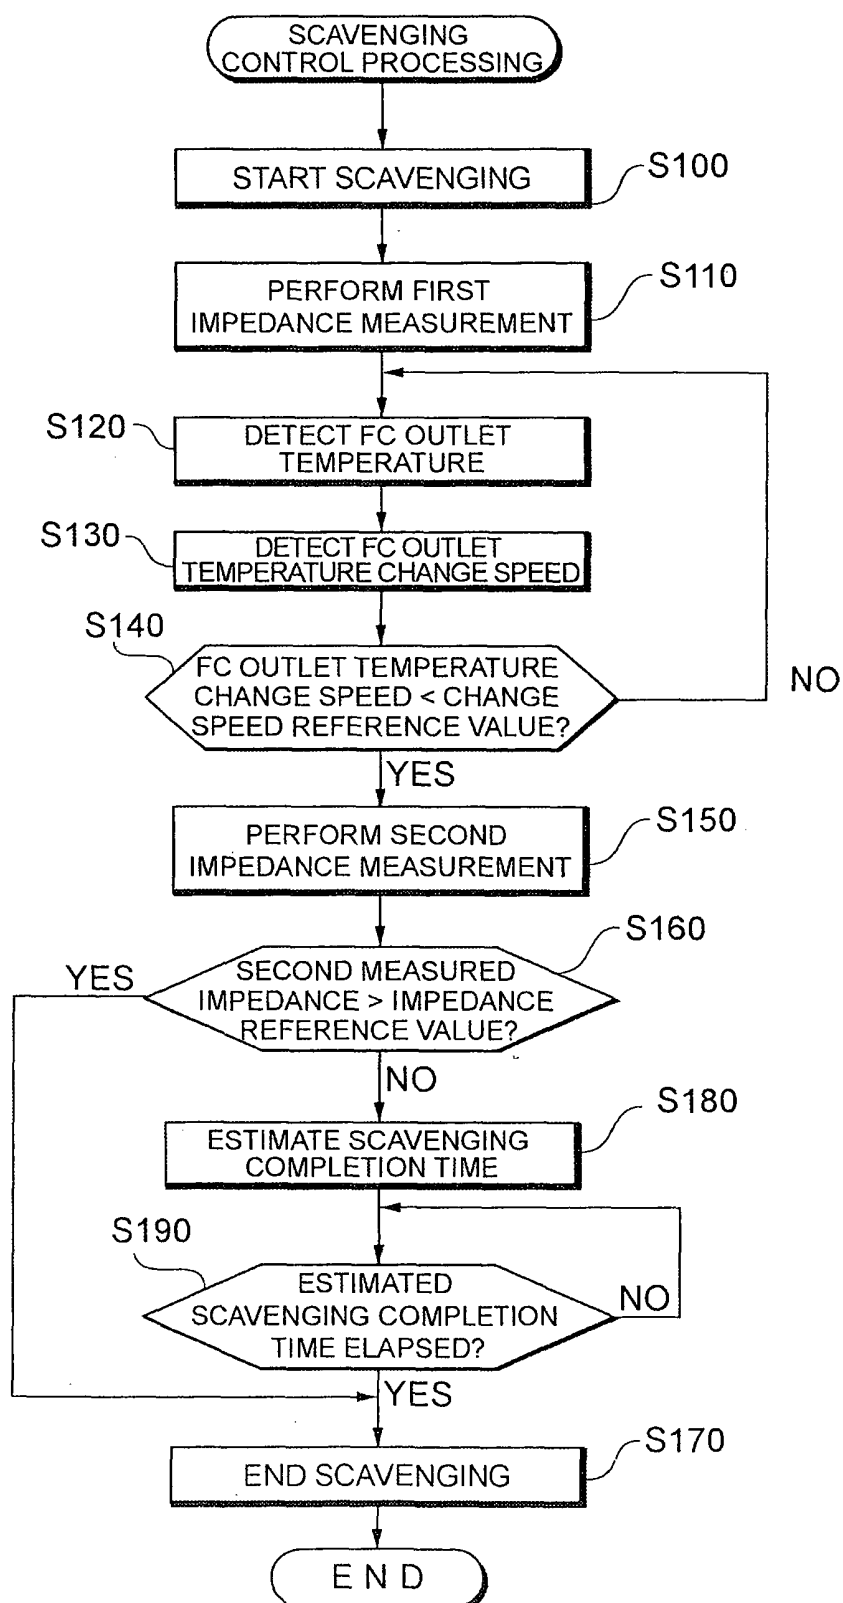 SCAVENGING
CONTROL PROCESSING
START SCAVENGING
S100
PERFORM FIRST
IMPEDANCE MEASUREMENT
S110
S120
DETECT FC OUTLET
TEMPERATURE
S130
DETECT FC OUTLET
TEMPERATURE CHANGE SPEED
S140
FC OUTLET TEMPERATURE
CHANGE SPEED < CHANGE
SPEED REFERENCE VALUE?
NO
YES
PERFORM SECOND
IMPEDANCE MEASUREMENT
S150
S160
YES
SECOND MEASURED
IMPEDANCE > IMPEDANCE
REFERENCE VALUE?
NO
S180
ESTIMATE SCAVENGING
COMPLETION TIME
S190
ESTIMATED
SCAVENGING COMPLETION
TIME ELAPSED?
NO
YES
S170
END SCAVENGING
END